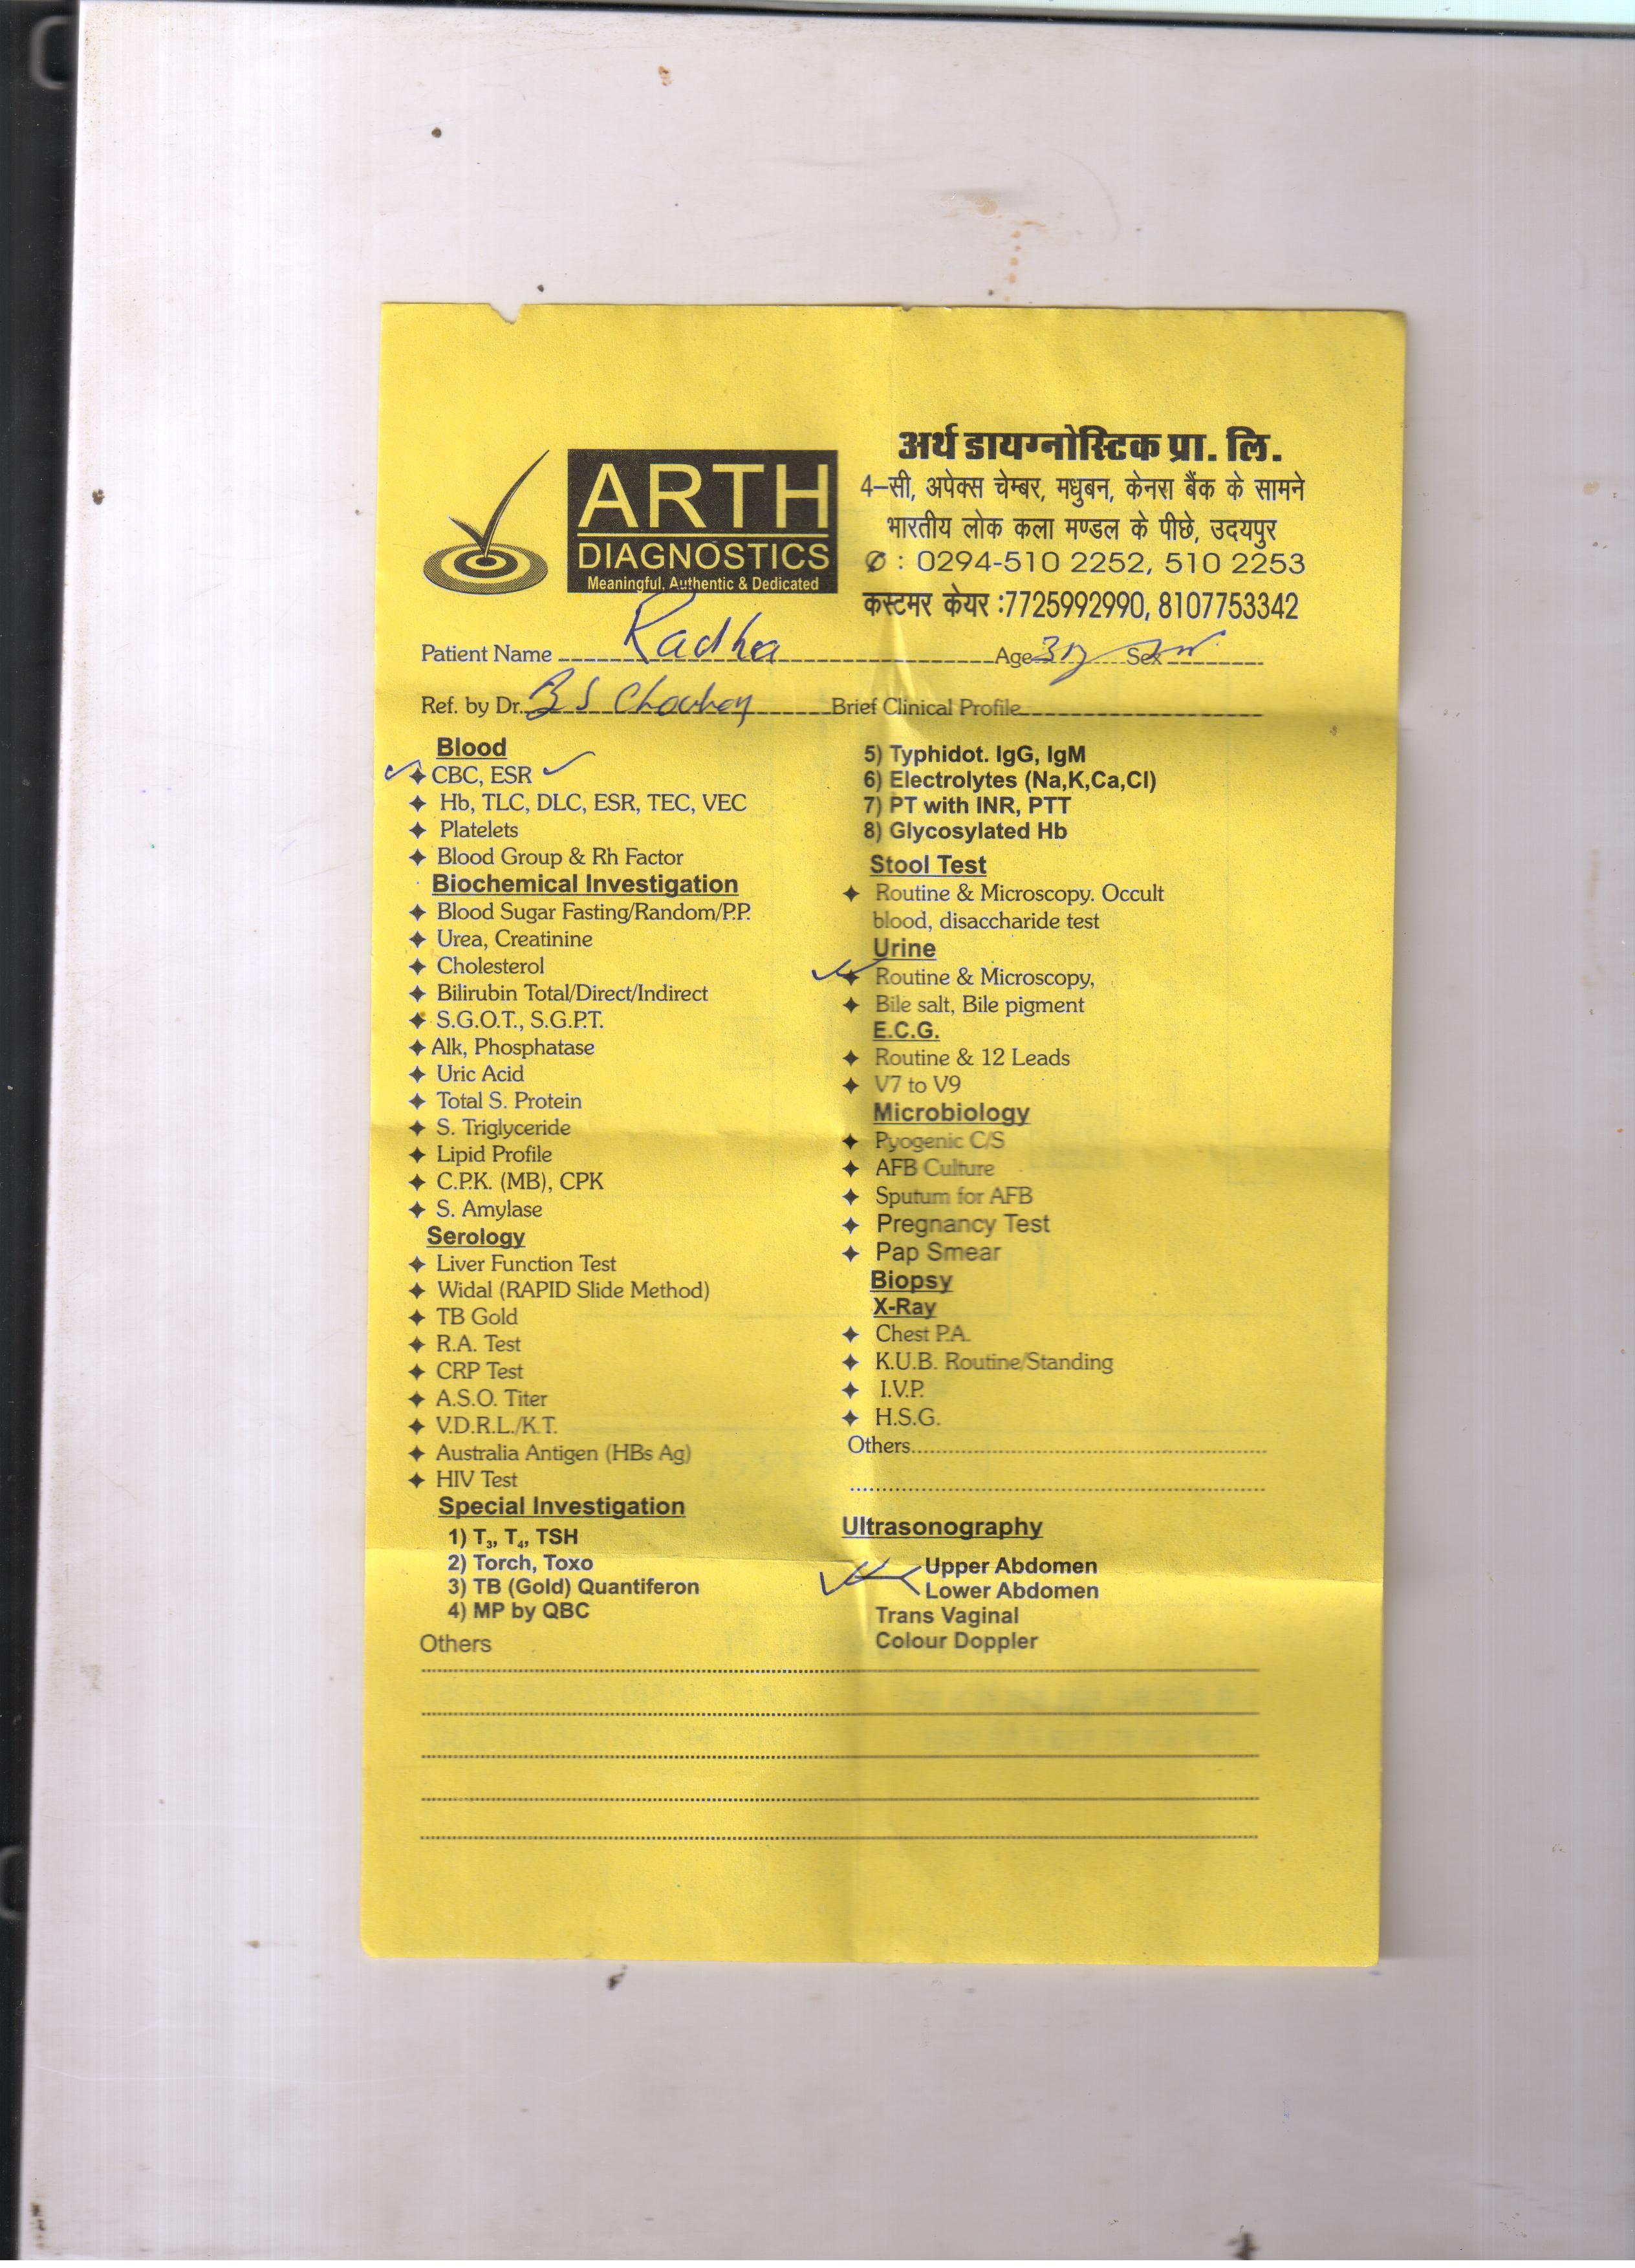 ARTH
DIAGNOSTICS
Meaningful, Authentic & Dedicated
अर्थ डायग्नोस्टिक प्रा. लि.
4–सी, अपेक्स चेम्बर, मधुबन, केनरा बैंक के सामने
भारतीय लोक कला मण्डल के पीछे, उदयपुर
✆ : 0294-510 2252, 510 2253
कस्टमर केयर :7725992990, 8107753342
Patient Name Radha Age Sex
Ref. by Dr. B S Chouhan Brief Clinical Profile
Blood
CBC, ESR
Hb, TLC, DLC, ESR, TEC, VEC
Platelets
Blood Group & Rh Factor
Biochemical Investigation
Blood Sugar Fasting/Random/P.P.
Urea, Creatinine
Cholesterol
Bilirubin Total/Direct/Indirect
S.G.O.T., S.G.P.T.
Alk, Phosphatase
Uric Acid
Total S. Protein
S. Triglyceride
Lipid Profile
C.P.K. (MB), CPK
S. Amylase
Serology
Liver Function Test
Widal (RAPID Slide Method)
TB Gold
R.A. Test
CRP Test
A.S.O. Titer
V.D.R.L./K.T.
Australia Antigen (HBs Ag)
HIV Test
Special Investigation
1) T3, T4, TSH
2) Torch, Toxo
3) TB (Gold) Quantiferon
4) MP by QBC
Others
5) Typhidot. IgG, IgM
6) Electrolytes (Na,K,Ca,Cl)
7) PT with INR, PTT
8) Glycosylated Hb
Stool Test
Routine & Microscopy. Occult
blood, disaccharide test
Urine
Routine & Microscopy,
Bile salt, Bile pigment
E.C.G.
Routine & 12 Leads
V7 to V9
Microbiology
Pyogenic C/S
AFB Culture
Sputum for AFB
Pregnancy Test
Pap Smear
Biopsy
X-Ray
Chest P.A.
K.U.B. Routine/Standing
I.V.P.
H.S.G.
Others
Ultrasonography
Upper Abdomen
Lower Abdomen
Trans Vaginal
Colour Doppler